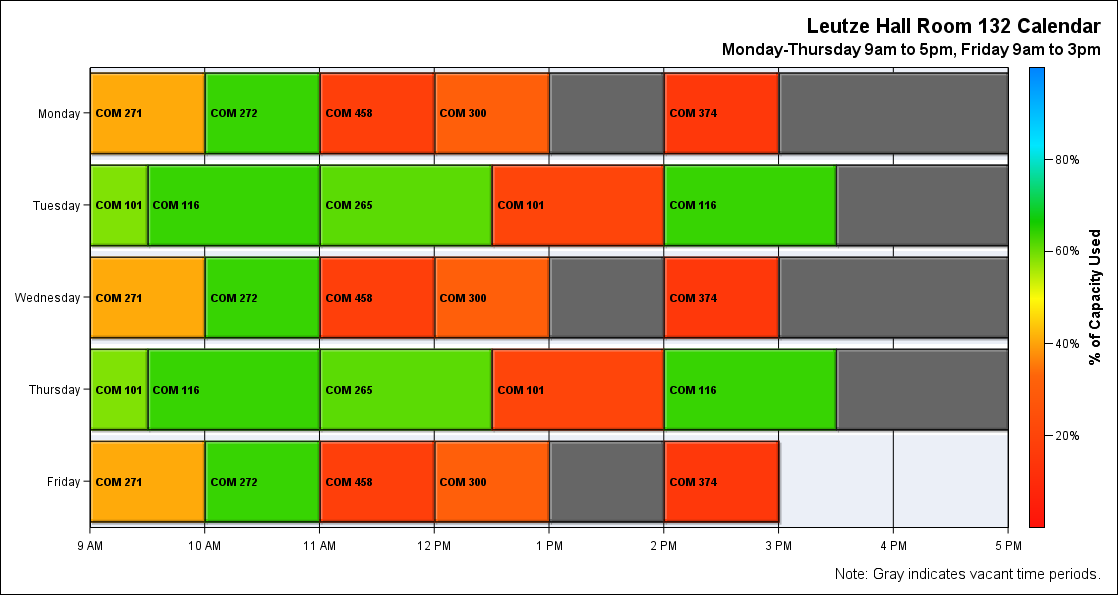 Leutze Hall Room 132 Calendar
Monday-Thursday 9am to 5pm, Friday 9am to 3pm
Monday COM 271 COM 272 COM 458 COM 300 COM 374
Tuesday COM 101 COM 116 COM 265 COM 101 COM 116
Wednesday COM 271 COM 272 COM 458 COM 300 COM 374
Thursday COM 101 COM 116 COM 265 COM 101 COM 116
Friday COM 271 COM 272 COM 458 COM 300 COM 374
9 AM 10 AM 11 AM 12 PM 1 PM 2 PM 3 PM 4 PM 5 PM
80%
60%
40%
20%
% of Capacity Used
Note: Gray indicates vacant time periods.